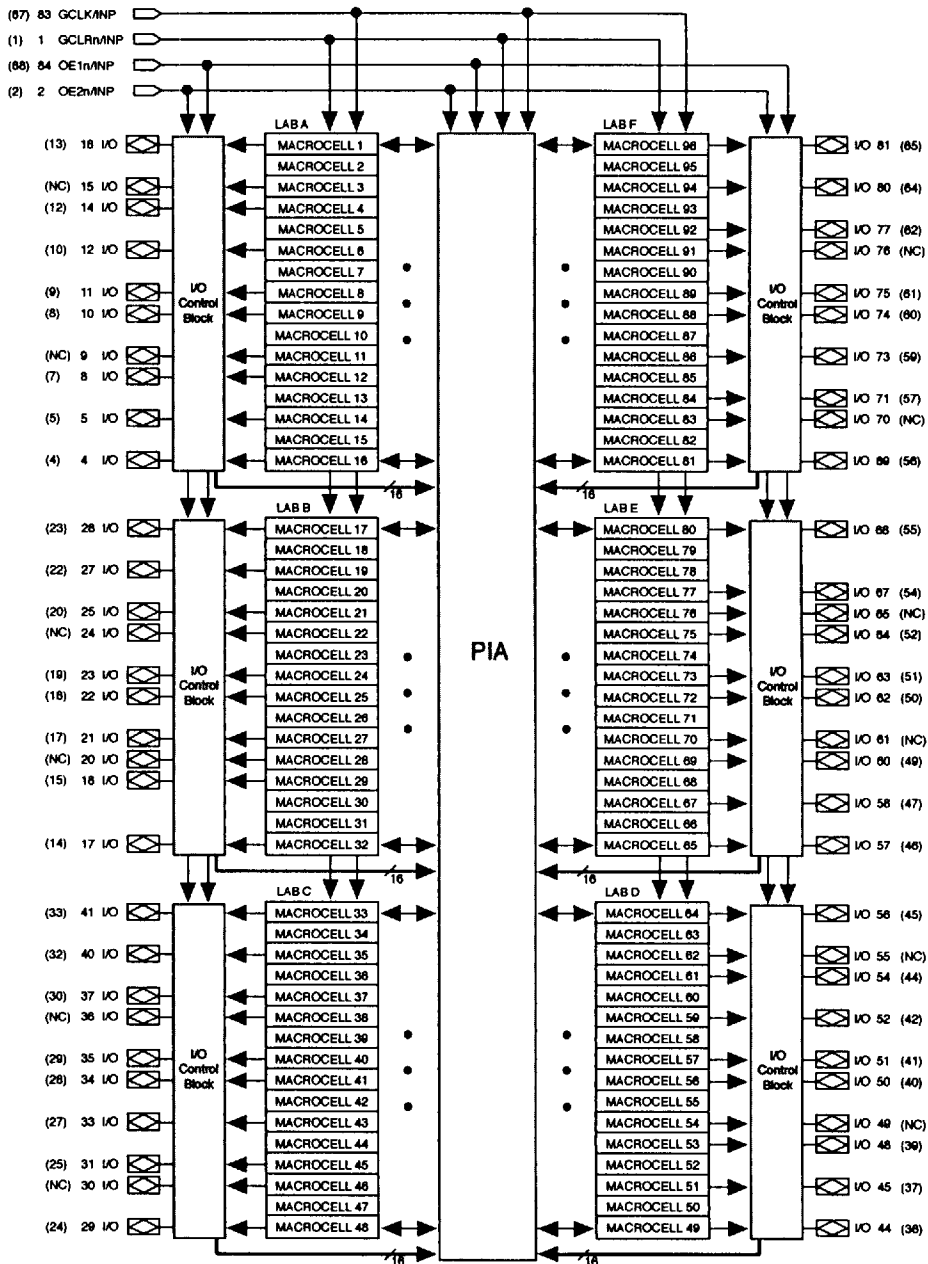 (67) 83 GCLK/INP
(1) 1 GCLRn/INP
(68) 84 OE1n/INP
(2) 2 OE2n/INP
LAB A LAB F
(13) 16 I/O MACROCELL 1 MACROCELL 96 I/O 81 (65)
MACROCELL 2 MACROCELL 95
(NC) 15 I/O MACROCELL 3 MACROCELL 94 I/O 80 (64)
(12) 14 I/O MACROCELL 4 MACROCELL 93
MACROCELL 5 MACROCELL 92 I/O 77 (62)
(10) 12 I/O MACROCELL 6 MACROCELL 91 I/O 76 (NC)
MACROCELL 7 MACROCELL 90
(9) 11 I/O I/O MACROCELL 8 MACROCELL 89 I/O I/O 75 (61)
(8) 10 I/O Control Block MACROCELL 9 MACROCELL 88 Control Block I/O 74 (60)
MACROCELL 10 MACROCELL 87
(NC) 9 I/O MACROCELL 11 MACROCELL 86 I/O 73 (59)
(7) 8 I/O MACROCELL 12 MACROCELL 85
MACROCELL 13 MACROCELL 84 I/O 71 (57)
(5) 5 I/O MACROCELL 14 MACROCELL 83 I/O 70 (NC)
MACROCELL 15 MACROCELL 82
(4) 4 I/O MACROCELL 16 MACROCELL 81 I/O 69 (56)
16 16
LAB B LAB E
(23) 28 I/O MACROCELL 17 MACROCELL 80 I/O 68 (55)
MACROCELL 18 MACROCELL 79
(22) 27 I/O MACROCELL 19 MACROCELL 78
MACROCELL 20 MACROCELL 77 I/O 67 (54)
(20) 25 I/O MACROCELL 21 MACROCELL 76 I/O 65 (NC)
(NC) 24 I/O MACROCELL 22 MACROCELL 75 I/O 64 (52)
MACROCELL 23 PIA MACROCELL 74
(19) 23 I/O I/O MACROCELL 24 MACROCELL 73 I/O I/O 63 (51)
(18) 22 I/O Control Block MACROCELL 25 MACROCELL 72 Control Block I/O 62 (50)
MACROCELL 26 MACROCELL 71
(17) 21 I/O MACROCELL 27 MACROCELL 70 I/O 61 (NC)
(NC) 20 I/O MACROCELL 28 MACROCELL 69 I/O 60 (49)
(15) 18 I/O MACROCELL 29 MACROCELL 68
MACROCELL 30 MACROCELL 67 I/O 58 (47)
MACROCELL 31 MACROCELL 66
(14) 17 I/O MACROCELL 32 MACROCELL 65 I/O 57 (46)
16 16
LAB C LAB D
(33) 41 I/O MACROCELL 33 MACROCELL 64 I/O 56 (45)
MACROCELL 34 MACROCELL 63
(32) 40 I/O MACROCELL 35 MACROCELL 62 I/O 55 (NC)
MACROCELL 36 MACROCELL 61 I/O 54 (44)
(30) 37 I/O MACROCELL 37 MACROCELL 60
(NC) 36 I/O MACROCELL 38 MACROCELL 59 I/O 52 (42)
MACROCELL 39 MACROCELL 58
(29) 35 I/O I/O MACROCELL 40 MACROCELL 57 I/O I/O 51 (41)
(28) 34 I/O Control Block MACROCELL 41 MACROCELL 56 Control Block I/O 50 (40)
MACROCELL 42 MACROCELL 55
(27) 33 I/O MACROCELL 43 MACROCELL 54 I/O 49 (NC)
MACROCELL 44 MACROCELL 53 I/O 48 (39)
(25) 31 I/O MACROCELL 45 MACROCELL 52
(NC) 30 I/O MACROCELL 46 MACROCELL 51 I/O 45 (37)
MACROCELL 47 MACROCELL 50
(24) 29 I/O MACROCELL 48 MACROCELL 49 I/O 44 (36)
16 16